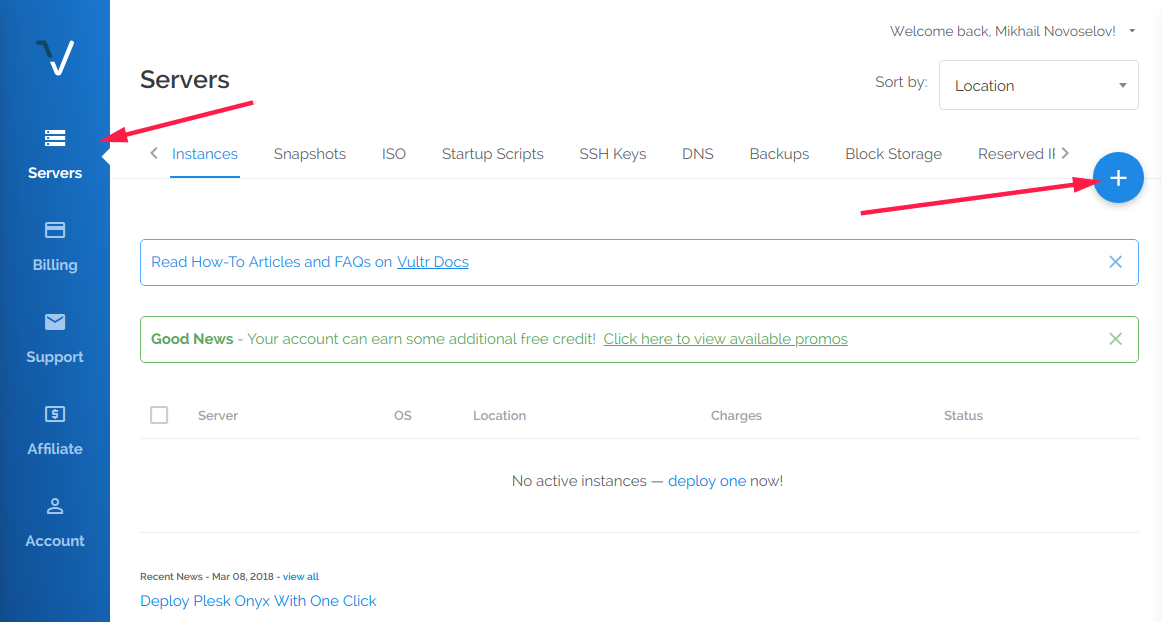 Welcome back, Mikhail Novoselov!
Servers
Sort by: Location
Servers
Instances Snapshots ISO Startup Scripts SSH Keys DNS Backups Block Storage Reserved IF
Billing
Read How-To Articles and FAQs on Vultr Docs
Good News - Your account can earn some additional free credit! Click here to view available promos
Support
Server OS Location Charges Status
Affiliate
No active instances — deploy one now!
Account
Recent News - Mar 08, 2018 - view all
Deploy Plesk Onyx With One Click